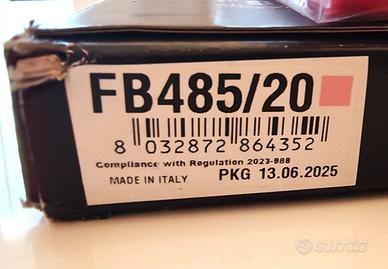 FB485/20
8 032872 864352
Compliance with Regulation 2023-988
MADE IN ITALY PKG 13.06.2025
subito